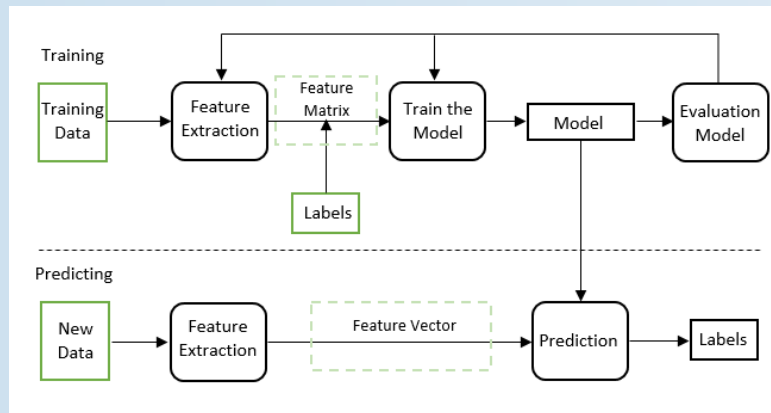 Training
Training
Data
Feature
Extraction
Feature
Matrix
Train the
Model
Model
Evaluation
Model
Labels
Predicting
New
Data
Feature
Extraction
Feature Vector
Prediction
Labels